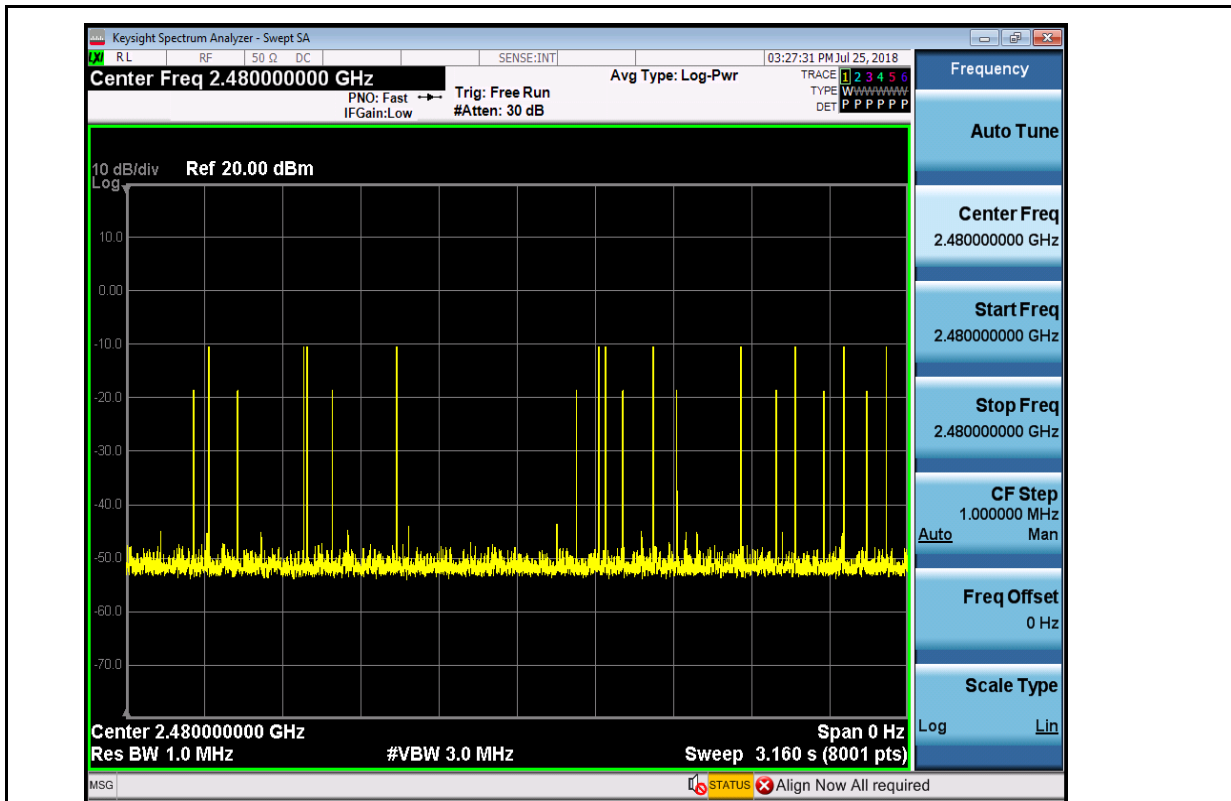 Keysight Spectrum Analyzer - Swept SA
LXI RL RF 50 Ω DC SENSE:INT 03:27:31 PM Jul 25, 2018
Center Freq 2.480000000 GHz
PNO: Fast
IFGain:Low
Trig: Free Run
#Atten: 30 dB
Avg Type: Log-Pwr
TRACE 1 2 3 4 5 6
TYPE WWWWWW
DET P P P P P P
10 dB/div Ref 20.00 dBm
Log
10.0
0.00
-10.0
-20.0
-30.0
-40.0
-50.0
-60.0
-70.0
Center 2.480000000 GHz Span 0 Hz
Res BW 1.0 MHz #VBW 3.0 MHz Sweep 3.160 s (8001 pts)
MSG STATUS Align Now All required
Frequency
Auto Tune
Center Freq
2.480000000 GHz
Start Freq
2.480000000 GHz
Stop Freq
2.480000000 GHz
CF Step
1.000000 MHz
Auto Man
Freq Offset
0 Hz
Scale Type
Log Lin